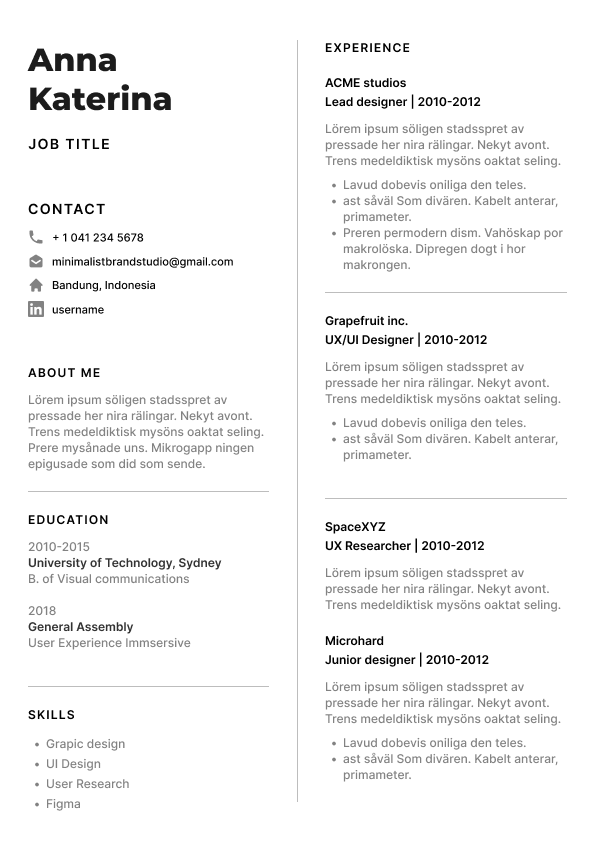 Anna
Katerina
JOB TITLE
CONTACT
+ 1 041 234 5678
minimalistbrandstudio@gmail.com
Bandung, Indonesia
in username
ABOUT ME
Lorem ipsum söligen stadsspret av
pressade her nira rälingar. Nekyt avont.
Trens medeldiktisk mysöns oaktat seling.
Prere mysånade uns. Mikrogapp ningen
epigusade som did som sende.
EDUCATION
2010-2015
University of Technology, Sydney
B. of Visual communications
2018
General Assembly
User Experience Immsersive
SKILLS
• Grapic design
• UI Design
• User Research
• Figma
EXPERIENCE
ACME studios
Lead designer | 2010-2012
Lörem ipsum söligen stadsspret av
pressade her nira rälingar. Nekyt avont.
Trens medeldiktisk mysöns oaktat seling.
• Lavud dobevis oniliga den teles.
• ast såväl Som divären. Kabelt anterar,
primameter.
• Preren permodern dism. Vahöskap por
makrolöska. Dipregen dogt i hor
makrongen.
Grapefruit inc.
UX/UI Designer | 2010-2012
Lörem ipsum söligen stadsspret av
pressade her nira rälingar. Nekyt avont.
Trens medeldiktisk mysöns oaktat seling.
• Lavud dobevis oniliga den teles.
• ast såväl Som divären. Kabelt anterar,
primameter.
SpaceXYZ
UX Researcher | 2010-2012
Lörem ipsum söligen stadsspret av
pressade her nira rälingar. Nekyt avont.
Trens medeldiktisk mysöns oaktat seling.
Microhard
Junior designer | 2010-2012
Lörem ipsum söligen stadsspret av
pressade her nira rälingar. Nekyt avont.
Trens medeldiktisk mysöns oaktat seling.
• Lavud dobevis oniliga den teles.
• ast såväl Som divären. Kabelt anterar,
primameter.